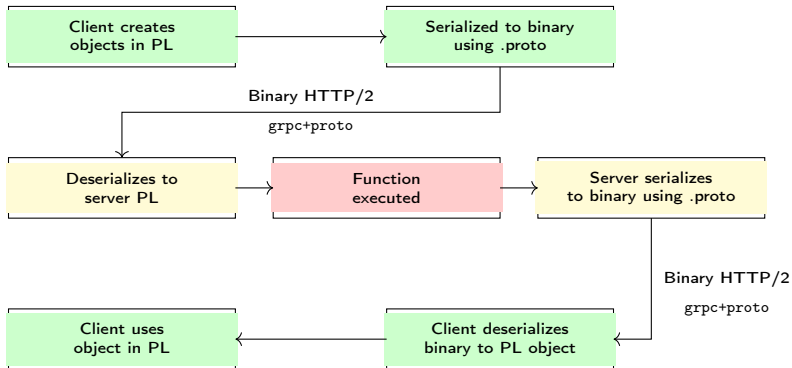 Client creates
objects in PL
Serialized to binary
using .proto
Binary HTTP/2
grpc+proto
Deserializes to
server PL
Function
executed
Server serializes
to binary using .proto
Binary HTTP/2
grpc+proto
Client uses
object in PL
Client deserializes
binary to PL object